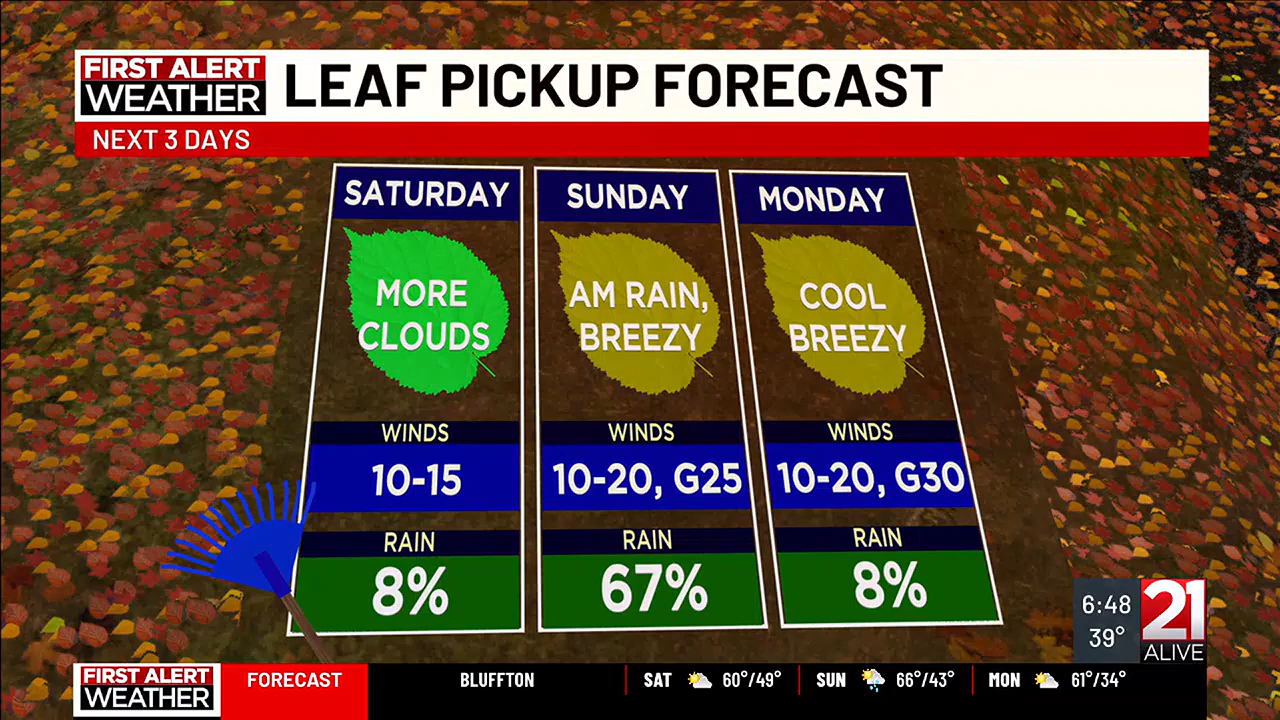 FIRST ALERT
WEATHER
LEAF PICKUP FORECAST
NEXT 3 DAYS
SATURDAY
MORE
CLOUDS
WINDS
10-15
RAIN
8%
SUNDAY
AM RAIN,
BREEZY
WINDS
10-20, G25
RAIN
67%
MONDAY
COOL
BREEZY
WINDS
10-20, G30
RAIN
8%
6:48
39°
21
ALIVE
FIRST ALERT
WEATHER
FORECAST
BLUFFTON
SAT 60°/49°
SUN 66°/43°
MON 61°/34°